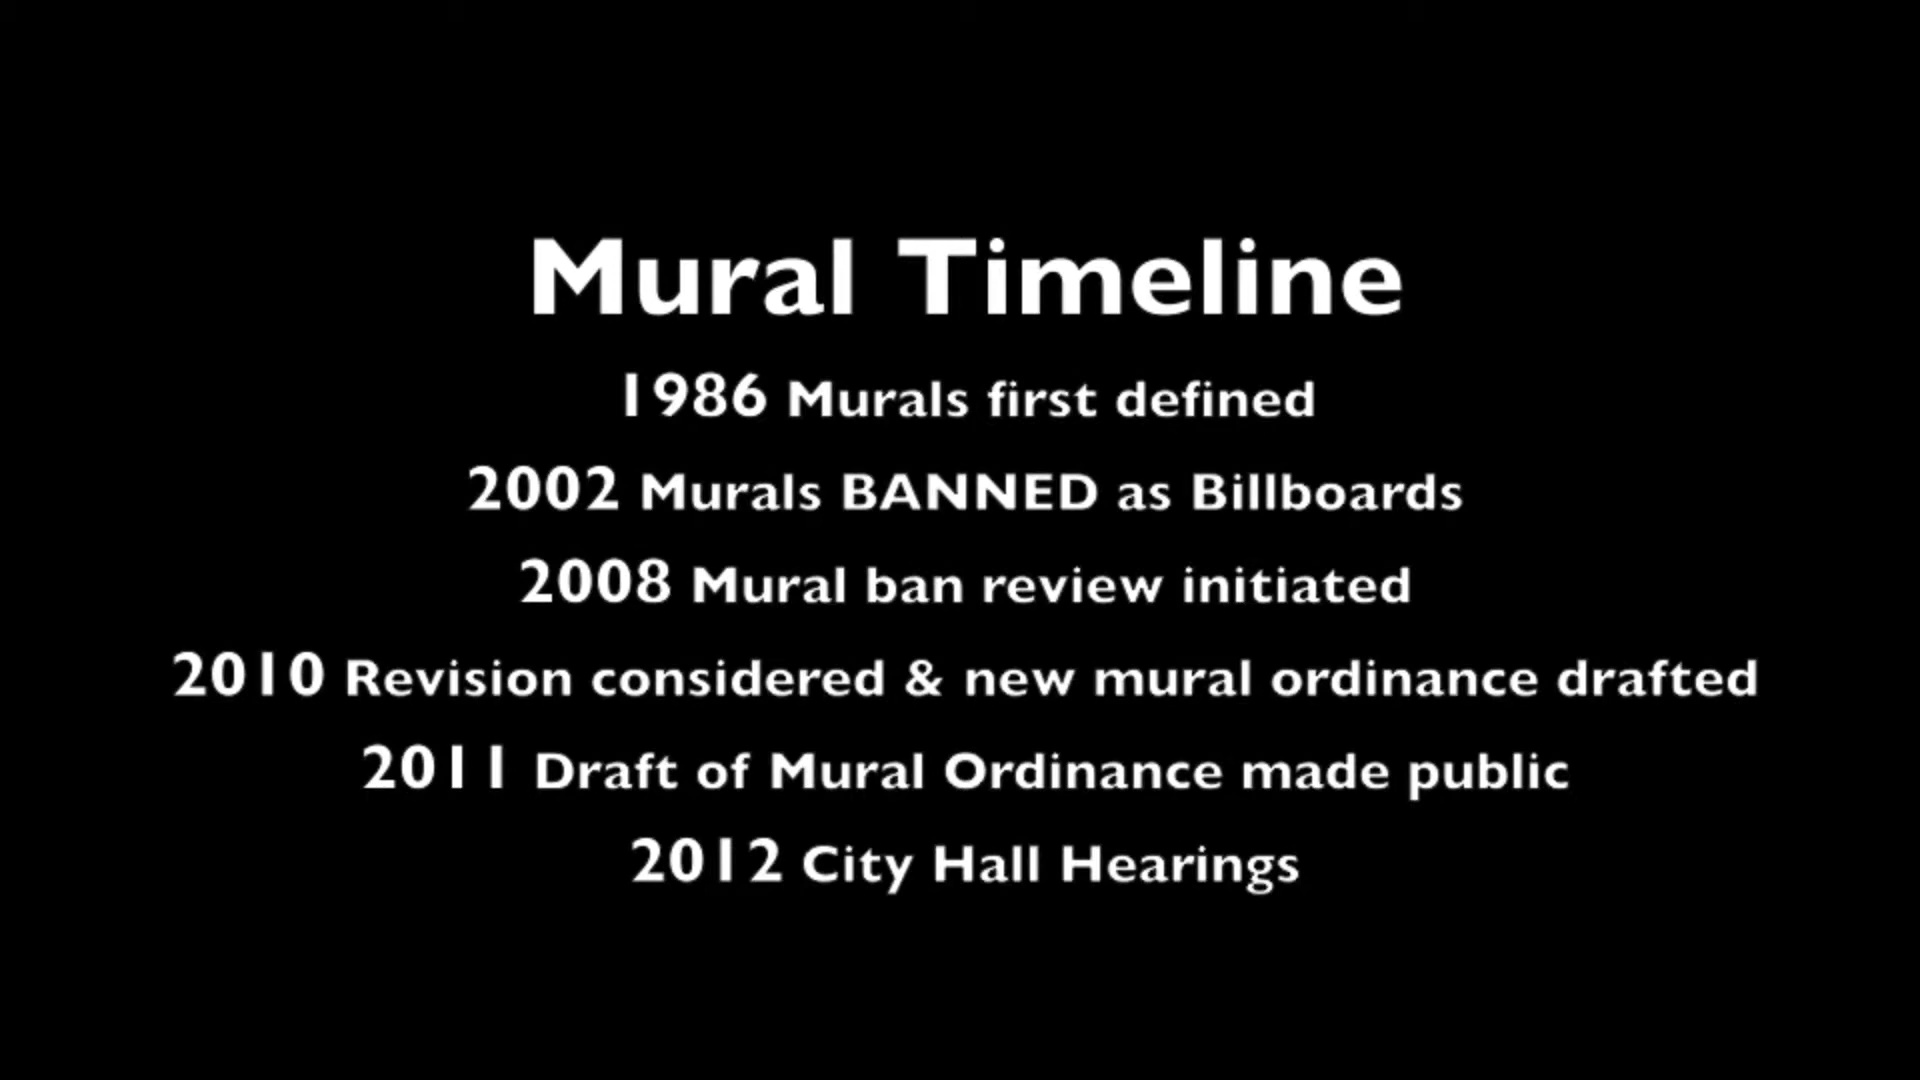 Mural Timeline
1986 Murals first defined
2002 Murals BANNED as Billboards
2008 Mural ban review initiated
2010 Revision considered & new mural ordinance drafted
2011 Draft of Mural Ordinance made public
2012 City Hall Hearings